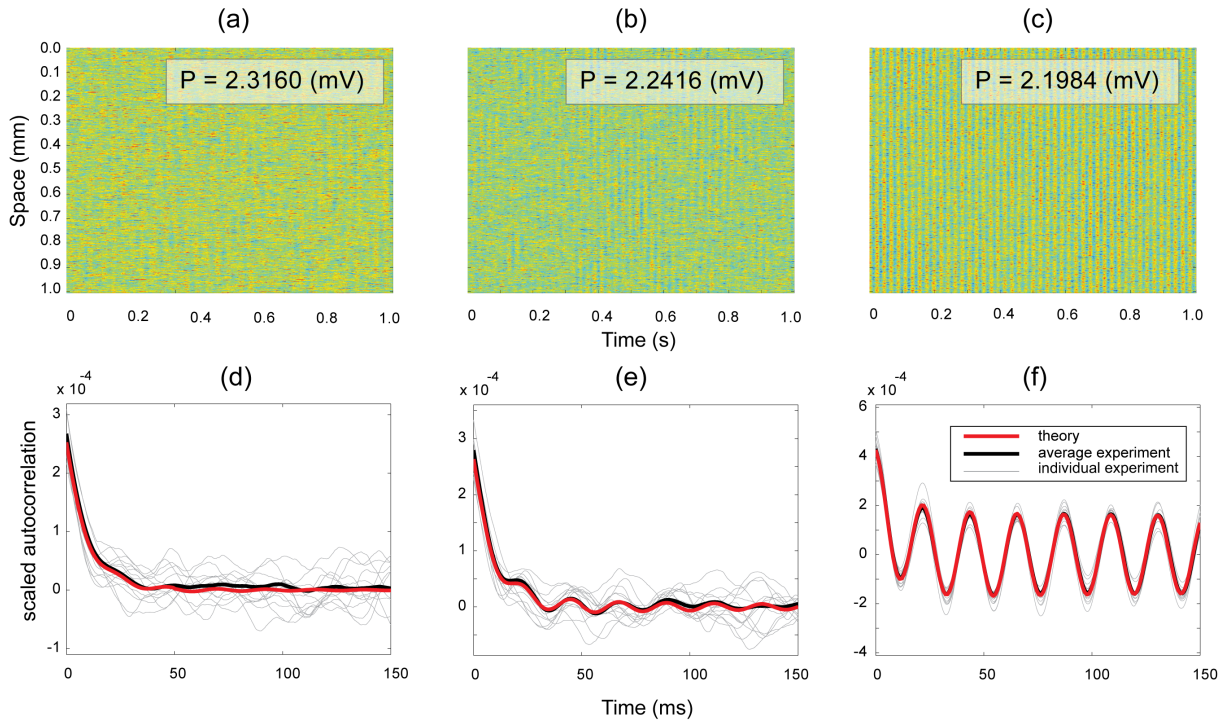 (a)
(b)
(c)
P = 2.3160 (mV)
P = 2.2416 (mV)
P = 2.1984 (mV)
Space (mm)
0.0
0.1
0.2
0.3
0.4
0.5
0.6
0.7
0.8
0.9
1.0
0 0.2 0.4 0.6 0.8 1.0
0 0.2 0.4 0.6 0.8 1.0
0 0.2 0.4 0.6 0.8 1.0
Time (s)
(d)
(e)
(f)
x 10-4
x 10-4
x 10-4
scaled autocorrelation
3
2
1
0
-1
3
2
1
0
6
4
2
0
-2
-4
theory
average experiment
individual experiment
0 50 100 150
0 50 100 150
0 50 100 150
Time (ms)